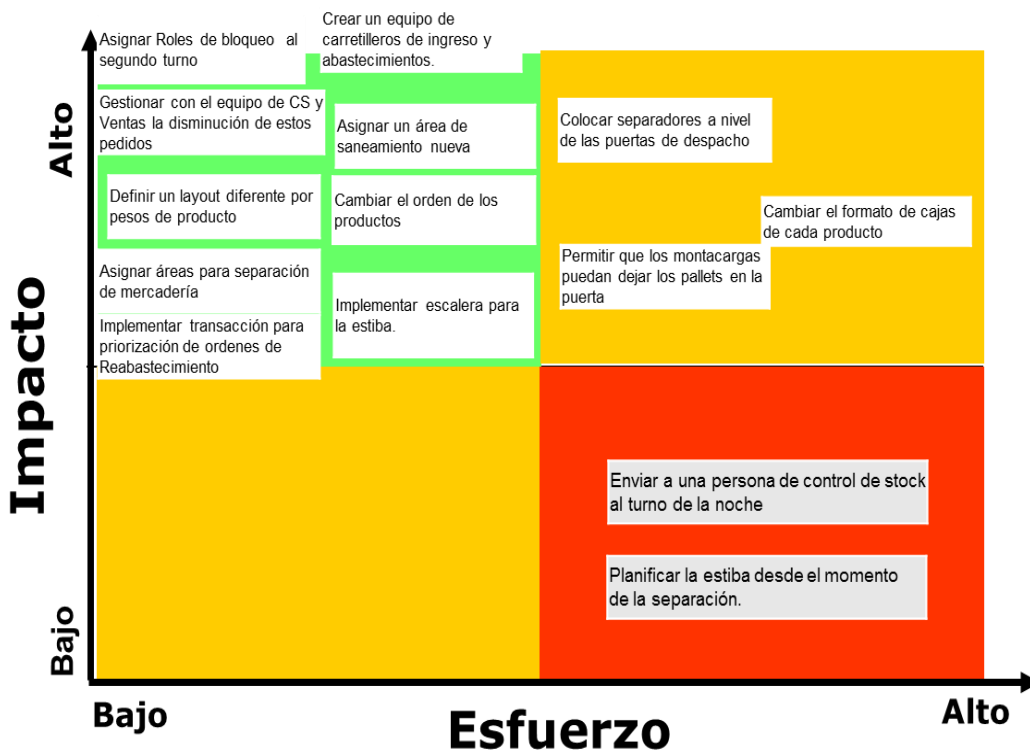 Asignar Roles de bloqueo al
segundo turno
Crear un equipo de
carretilleros de ingreso y
abastecimientos.
Gestionar con el equipo de CS y
Ventas la disminución de estos
pedidos
Asignar un área de
saneamiento nueva
Colocar separadores a nivel
de las puertas de despacho
Definir un layout diferente por
pesos de producto
Cambiar el orden de los
productos
Cambiar el formato de cajas
de cada producto
Asignar áreas para separación
de mercadería
Permitir que los montacargas
puedan dejar los pallets en la
puerta
Implementar transacción para
priorización de ordenes de
Reabastecimiento
Implementar escalera para
la estiba.
Enviar a una persona de control de stock
al turno de la noche
Planificar la estiba desde el momento
de la separación.
Alto
Impacto
Bajo
Bajo
Esfuerzo
Alto